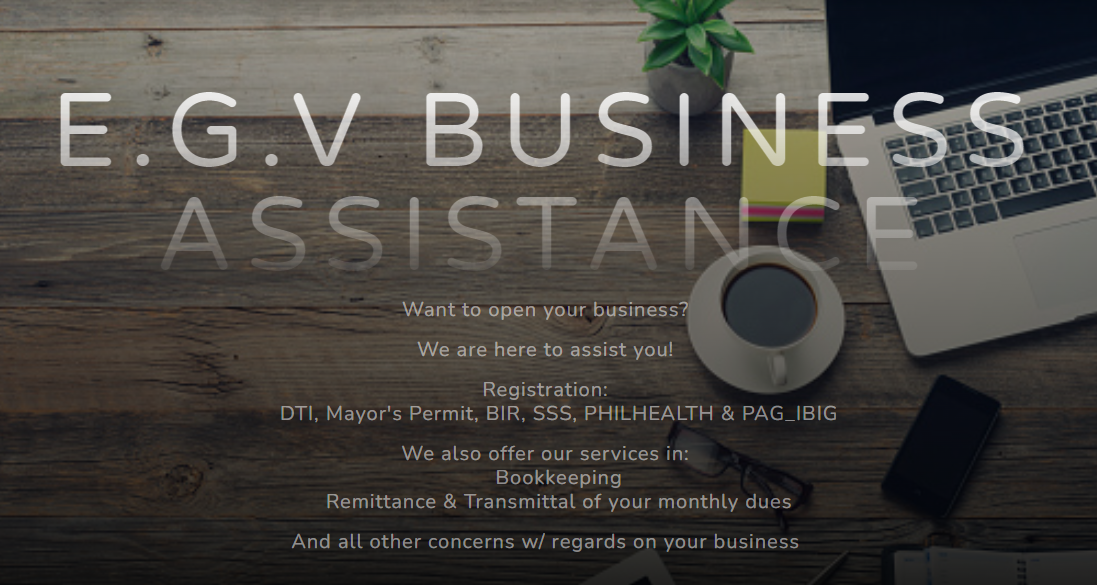 E.G.V BUSINESS
ASSISTANCE
Want to open your business?
We are here to assist you!
Registration:
DTI, Mayor's Permit, BIR, SSS, PHILHEALTH & PAG_IBIG
We also offer our services in:
Bookkeeping
Remittance & Transmittal of your monthly dues
And all other concerns w/ regards on your business